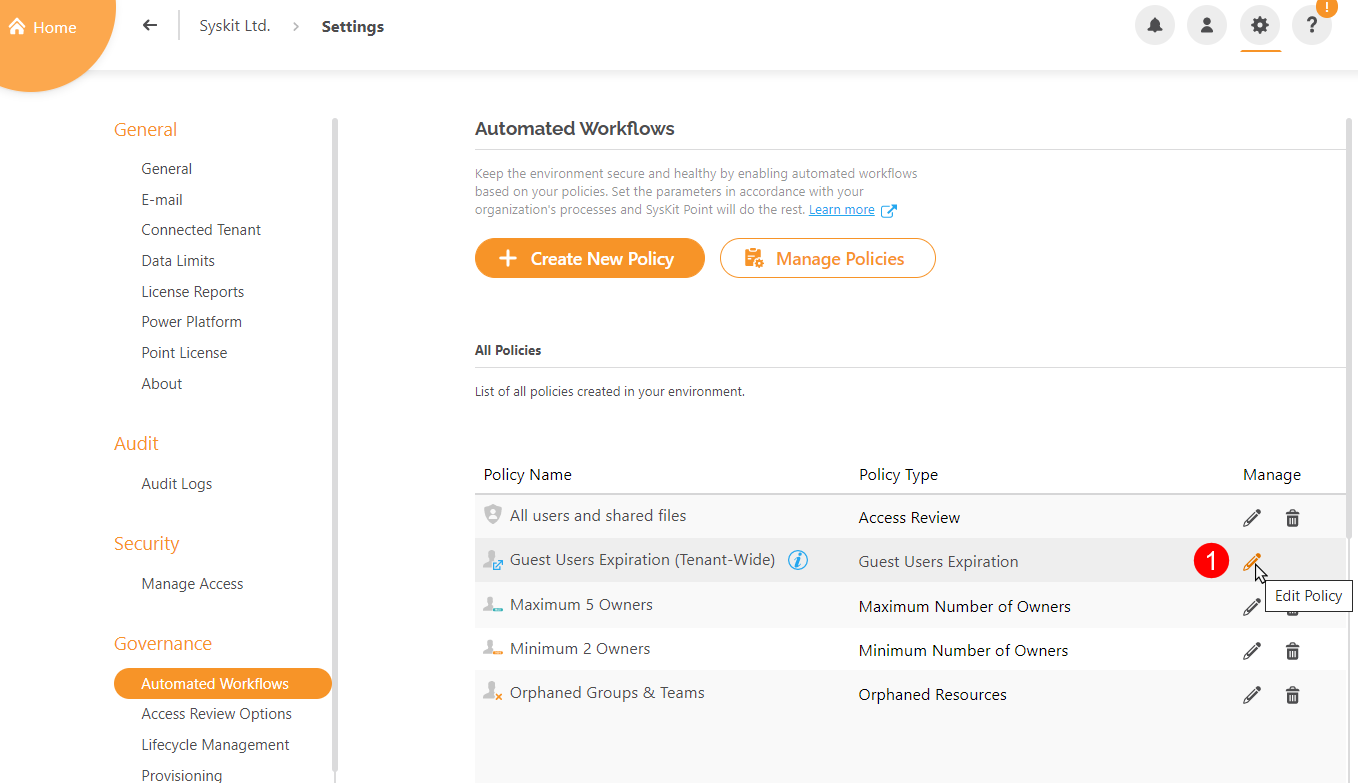 Home
Syskit Ltd. > Settings
!
?
General
General
E-mail
Connected Tenant
Data Limits
License Reports
Power Platform
Point License
About
Audit
Audit Logs
Security
Manage Access
Governance
Automated Workflows
Access Review Options
Lifecycle Management
Provisioning
Automated Workflows
Keep the environment secure and healthy by enabling automated workflows
based on your policies. Set the parameters in accordance with your
organization's processes and SysKit Point will do the rest. Learn more
+ Create New Policy
Manage Policies
All Policies
List of all policies created in your environment.
Policy Name Policy Type Manage
All users and shared files Access Review
Guest Users Expiration (Tenant-Wide) i Guest Users Expiration 1
Edit Policy
Maximum 5 Owners Maximum Number of Owners
Minimum 2 Owners Minimum Number of Owners
Orphaned Groups & Teams Orphaned Resources